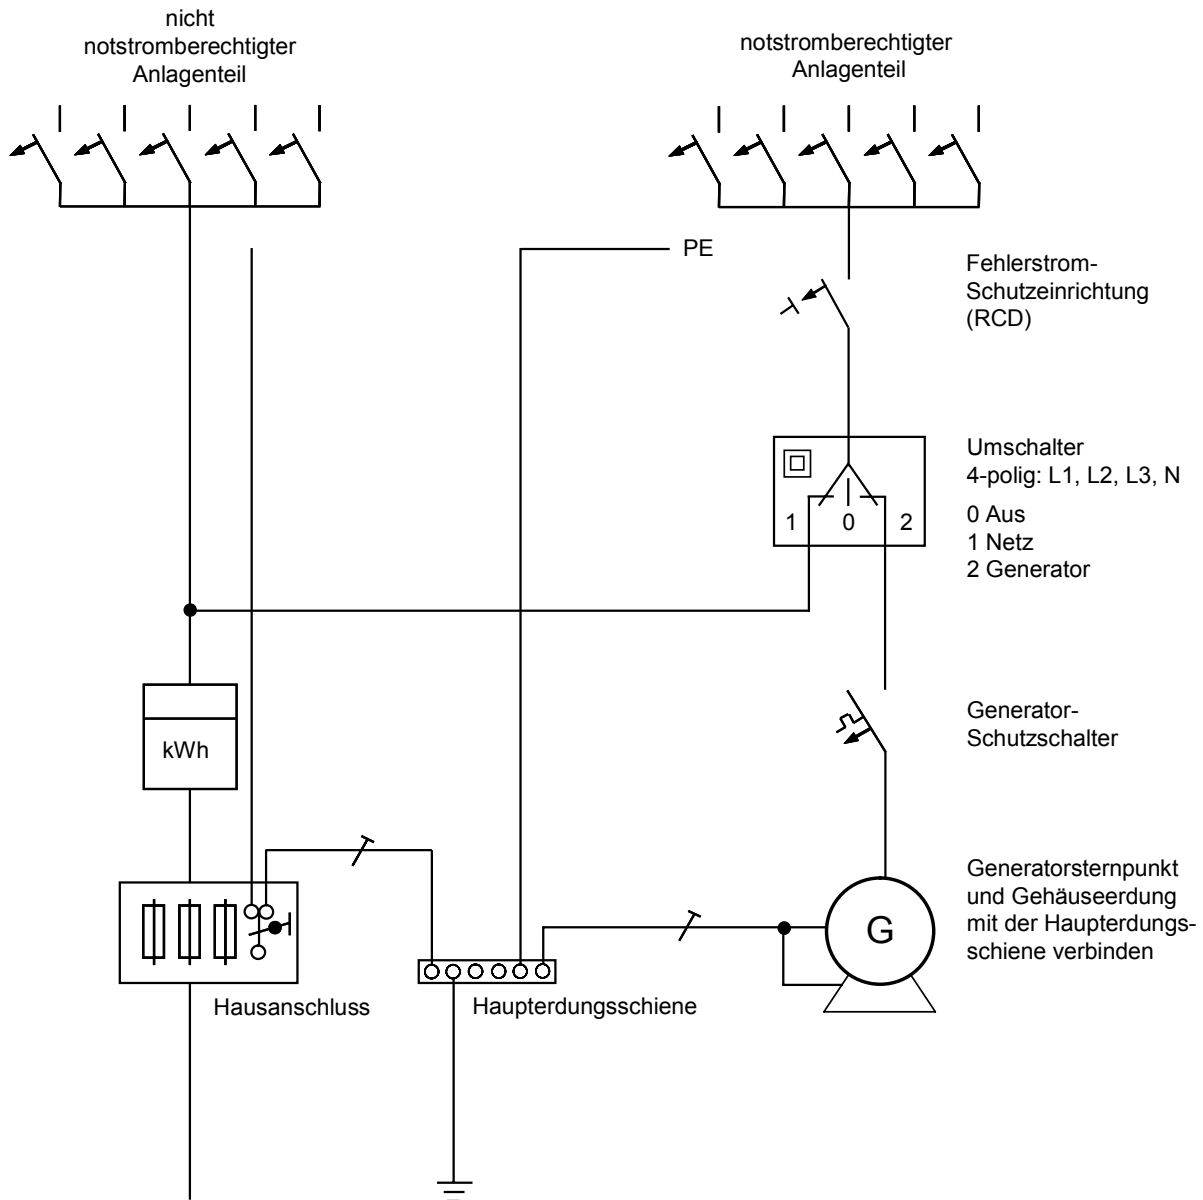 nicht
notstromberechtigter
Anlagenteil
notstromberechtigter
Anlagenteil
PE
Fehlerstrom-
Schutzeinrichtung
(RCD)
Umschalter
4-polig: L1, L2, L3, N
0 Aus
1 Netz
2 Generator
1 0 2
kWh
Generator-
Schutzschalter
Generatorsternpunkt
und Gehäuseerdung
mit der Haupterdungs-
schiene verbinden
G
Hausanschluss
Haupterdungsschiene